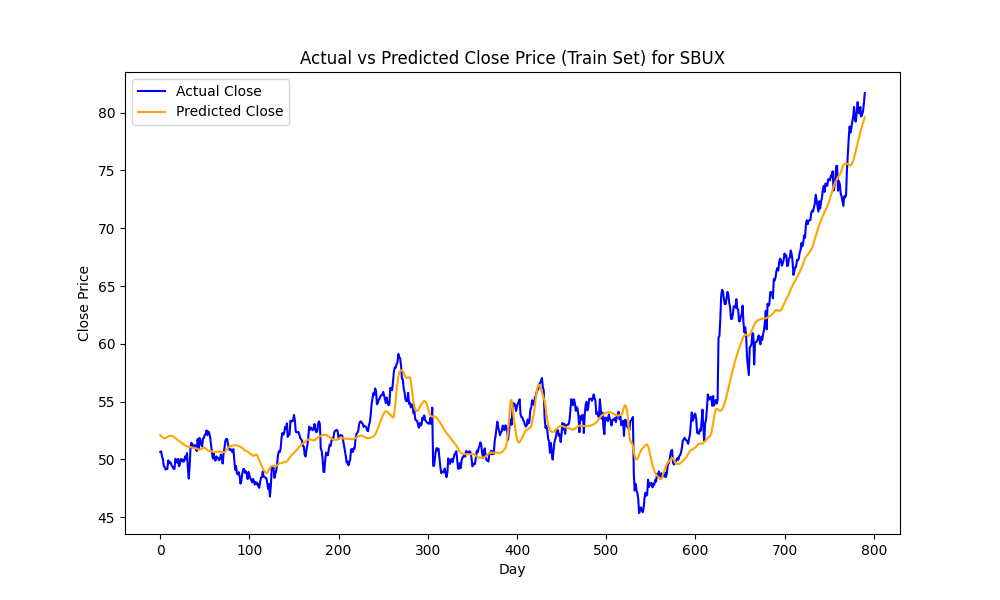 Actual vs Predicted Close Price (Train Set) for SBUX
Actual Close
Predicted Close
Close Price
80
75
70
65
60
55
50
45
0 100 200 300 400 500 600 700 800
Day